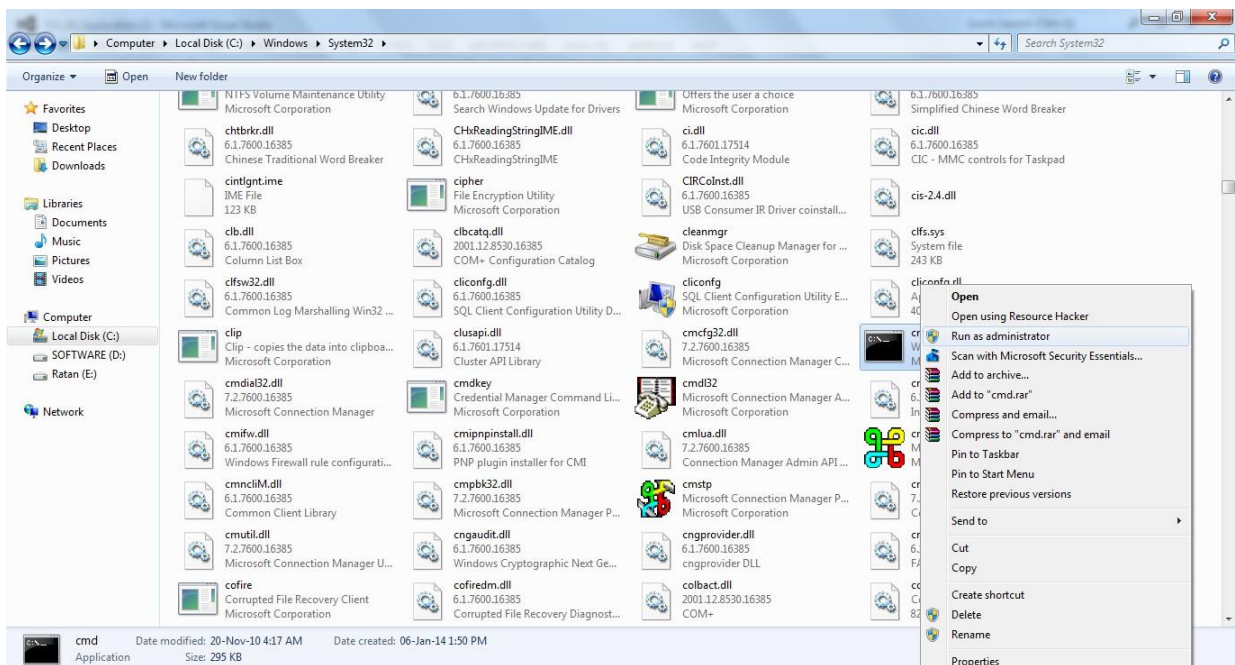 Computer ▸ Local Disk (C:) ▸ Windows ▸ System32 ▸
Search System32
Organize Open New folder
Favorites
Desktop
Recent Places
Downloads
Libraries
Documents
Music
Pictures
Videos
Computer
Local Disk (C:)
SOFTWARE (D:)
Ratan (E:)
Network
NTFS Volume Maintenance Utility
Microsoft Corporation
6.1.7600.16385
Search Windows Update for Drivers
Offers the user a choice
Microsoft Corporation
6.1.7600.16385
Simplified Chinese Word Breaker
chtbrkr.dll
6.1.7600.16385
Chinese Traditional Word Breaker
CHxReadingStringIME.dll
6.1.7600.16385
CHxReadingStringIME
ci.dll
6.1.7601.17514
Code Integrity Module
cic.dll
6.1.7600.16385
CIC - MMC controls for Taskpad
cintlgnt.ime
IME File
123 KB
cipher
File Encryption Utility
Microsoft Corporation
CIRCoInst.dll
6.1.7600.16385
USB Consumer IR Driver coinstall...
cis-2.4.dll
clb.dll
6.1.7600.16385
Column List Box
clbcatq.dll
2001.12.8530.16385
COM+ Configuration Catalog
cleanmgr
Disk Space Cleanup Manager for ...
Microsoft Corporation
clfs.sys
System file
243 KB
clfsw32.dll
6.1.7600.16385
Common Log Marshalling Win32 ...
cliconfg.dll
6.1.7600.16385
SQL Client Configuration Utility D...
cliconfg
SQL Client Configuration Utility E...
Microsoft Corporation
cliconfg.rll
clip
Clip - copies the data into clipboa...
Microsoft Corporation
clusapi.dll
6.1.7601.17514
Cluster API Library
cmcfg32.dll
7.2.7600.16385
Microsoft Connection Manager C...
cmdial32.dll
7.2.7600.16385
Microsoft Connection Manager
cmdkey
Credential Manager Command Li...
Microsoft Corporation
cmdl32
Microsoft Connection Manager A...
Microsoft Corporation
cmifw.dll
6.1.7600.16385
Windows Firewall rule configurati...
cmipnpinstall.dll
6.1.7600.16385
PNP plugin installer for CMI
cmlua.dll
7.2.7600.16385
Connection Manager Admin API ...
cmncliM.dll
6.1.7600.16385
Common Client Library
cmpbk32.dll
7.2.7600.16385
Microsoft Connection Manager P...
cmstp
Microsoft Connection Manager P...
Microsoft Corporation
cmutil.dll
7.2.7600.16385
Microsoft Connection Manager U...
cngaudit.dll
6.1.7600.16385
Windows Cryptographic Next Ge...
cngprovider.dll
6.1.7600.16385
cngprovider DLL
cofire
Corrupted File Recovery Client
Microsoft Corporation
cofiredm.dll
6.1.7600.16385
Corrupted File Recovery Diagnost...
colbact.dll
2001.12.8530.16385
COM+
Open
Open using Resource Hacker
Run as administrator
Scan with Microsoft Security Essentials...
Add to archive...
Add to "cmd.rar"
Compress and email...
Compress to "cmd.rar" and email
Pin to Taskbar
Pin to Start Menu
Restore previous versions
Send to
Cut
Copy
Create shortcut
Delete
Rename
Properties
cmd Date modified: 20-Nov-10 4:17 AM Date created: 06-Jan-14 1:50 PM
Application Size: 295 KB